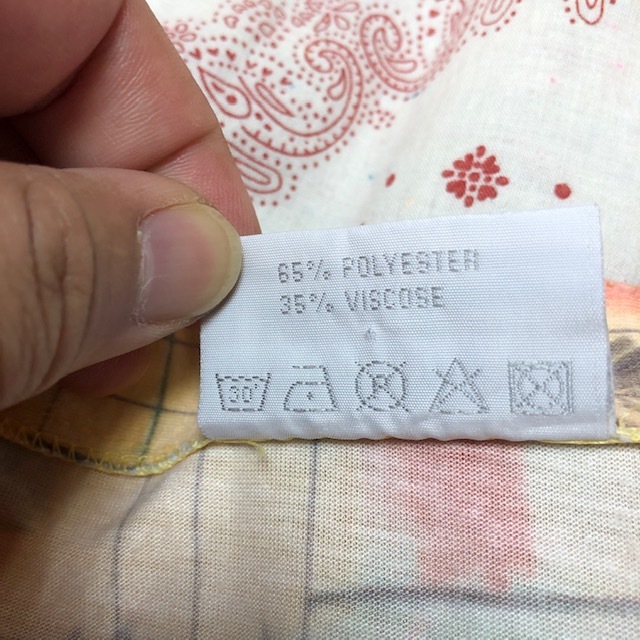 65% POLYESTER
35% VISCOSE
30°
P